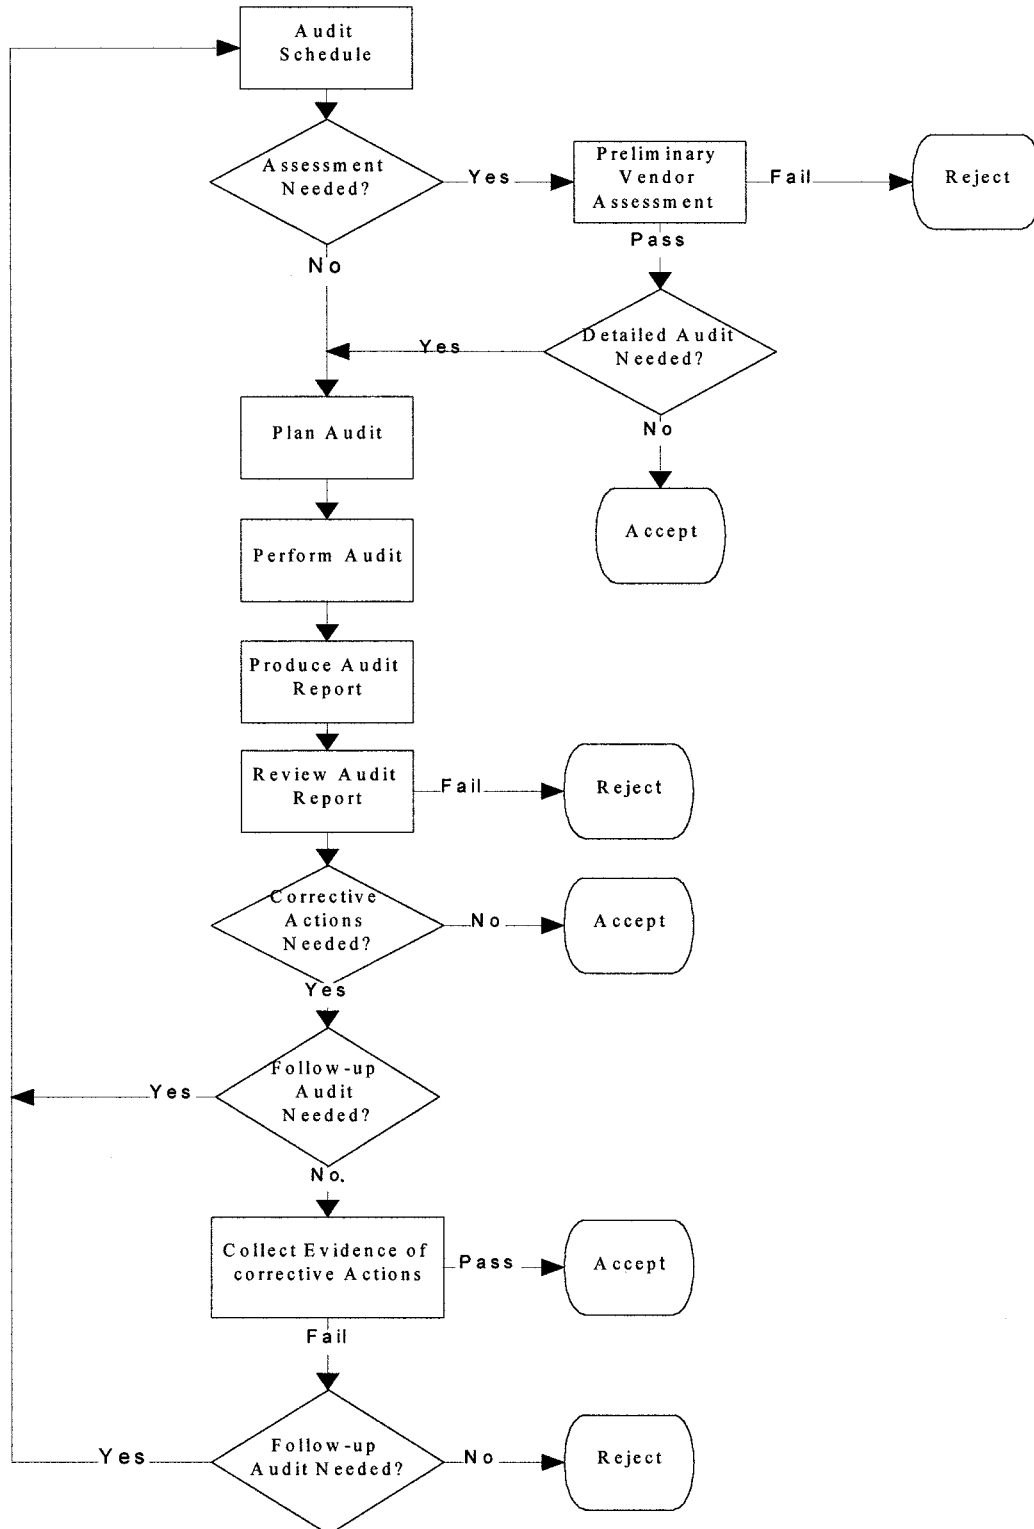 Audit
Schedule
Assessment
Needed?
Yes
Preliminary
Vendor
Assessment
Fail
Reject
Pass
No
Detailed Audit
Needed?
Yes
Plan Audit
No
Accept
Perform Audit
Produce Audit
Report
Review Audit
Report
Fail
Reject
Corrective
Actions
Needed?
No
Accept
Yes
Follow-up
Audit
Needed?
Yes
No.
Collect Evidence of
corrective Actions
Pass
Accept
Fail
Follow-up
Audit Needed?
Yes
No
Reject